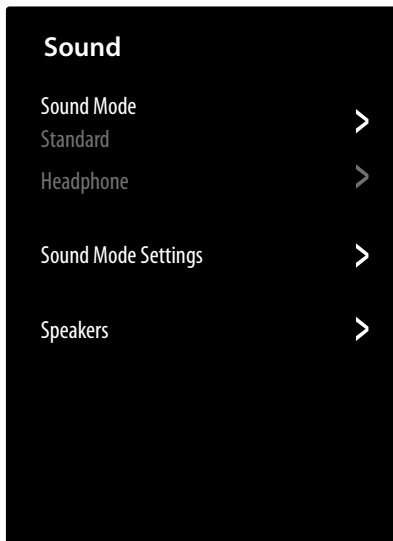 Sound
Sound Mode
Standard
Headphone
Sound Mode Settings
Speakers